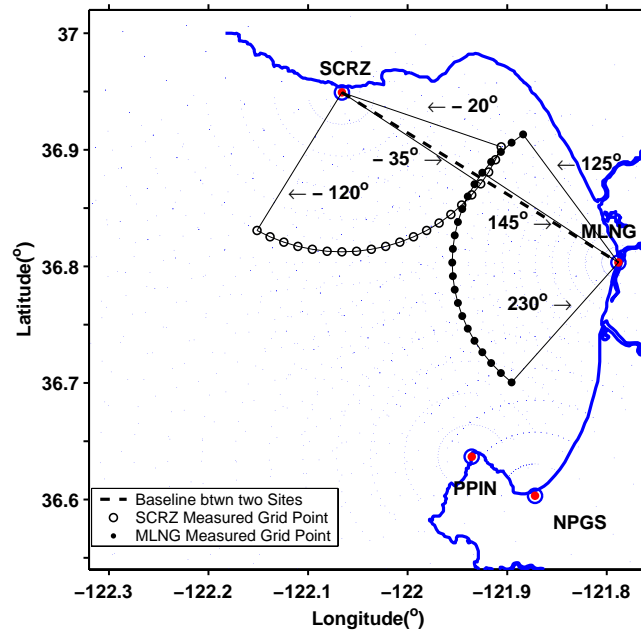 37
SCRZ
← − 20°
36.9
− 35° →
← 125°
← − 120°
145° →
MLNG
36.8
Latitude(°)
230° →
36.7
36.6
PPIN
NPGS
Baseline btwn two Sites
SCRZ Measured Grid Point
MLNG Measured Grid Point
−122.3 −122.2 −122.1 −122 −121.9 −121.8
Longitude(°)